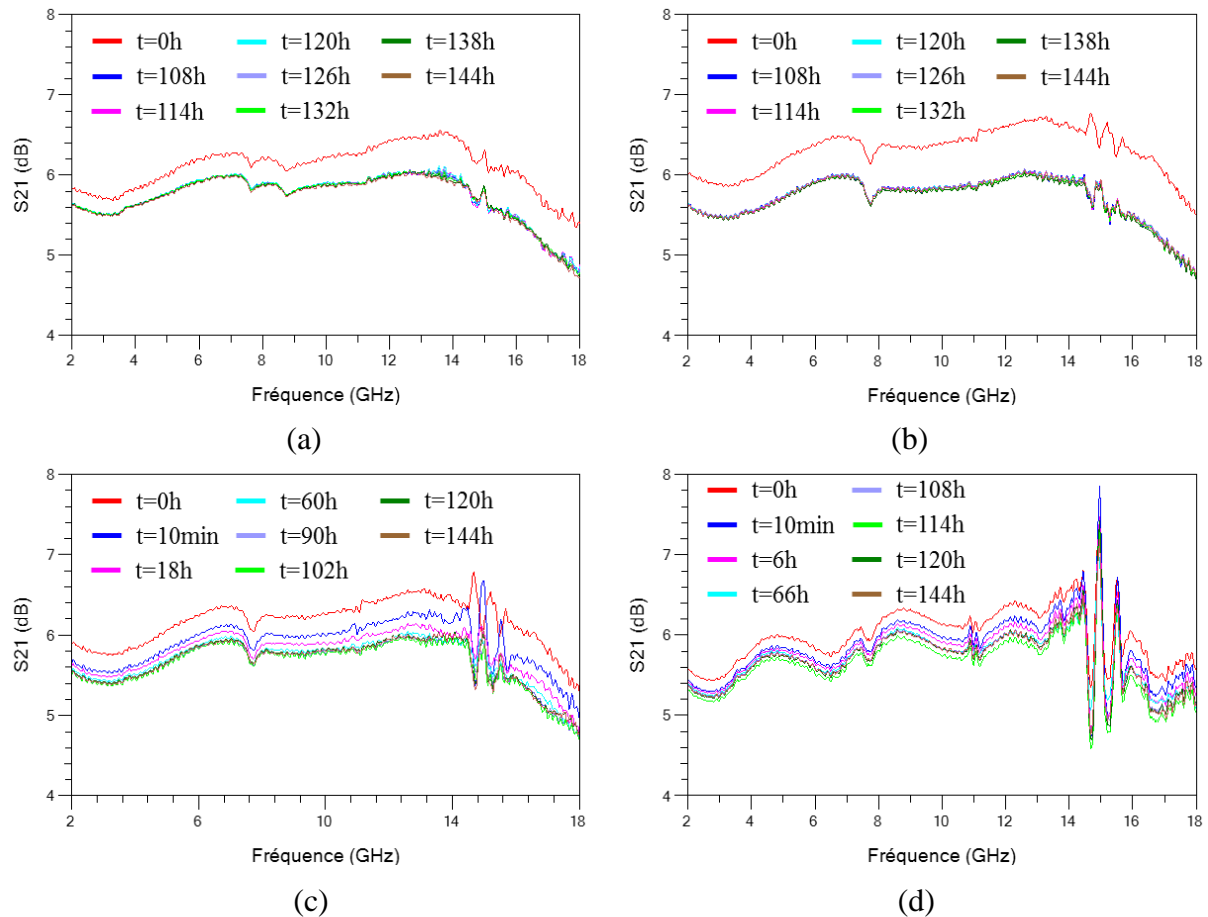 8
7
6
5
4
S21 (dB)
t=0h
t=108h
t=114h
t=120h
t=126h
t=132h
t=138h
t=144h
2 4 6 8 10 12 14 16 18
Fréquence (GHz)
(a)
8
7
6
5
4
S21 (dB)
t=0h
t=108h
t=114h
t=120h
t=126h
t=132h
t=138h
t=144h
2 4 6 8 10 12 14 16 18
Fréquence (GHz)
(b)
8
7
6
5
4
S21 (dB)
t=0h
t=10min
t=18h
t=60h
t=90h
t=102h
t=120h
t=144h
2 6 10 14 18
Fréquence (GHz)
(c)
8
7
6
5
4
S21 (dB)
t=0h
t=10min
t=6h
t=66h
t=108h
t=114h
t=120h
t=144h
2 4 6 8 10 12 14 16 18
Fréquence (GHz)
(d)